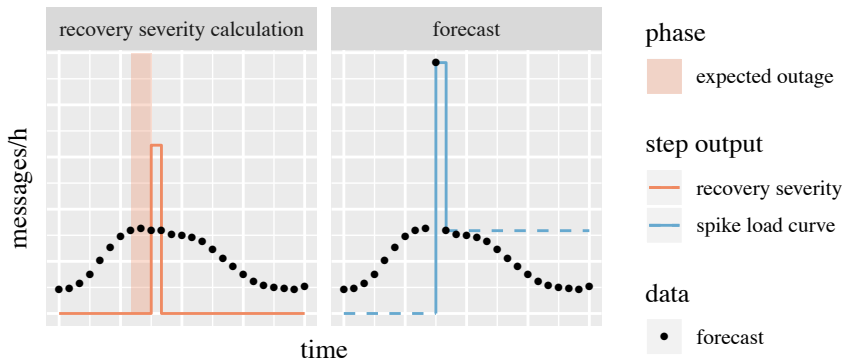 recovery severity calculation
forecast
messages/h
time
phase
expected outage
step output
recovery severity
spike load curve
data
forecast